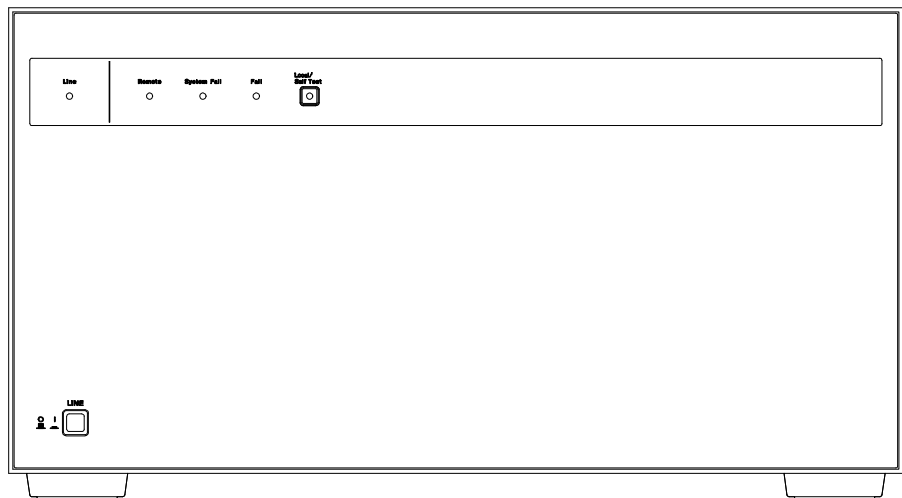 Line
Remote
System Fail
Fail
Local/
Self Test
LINE
O I